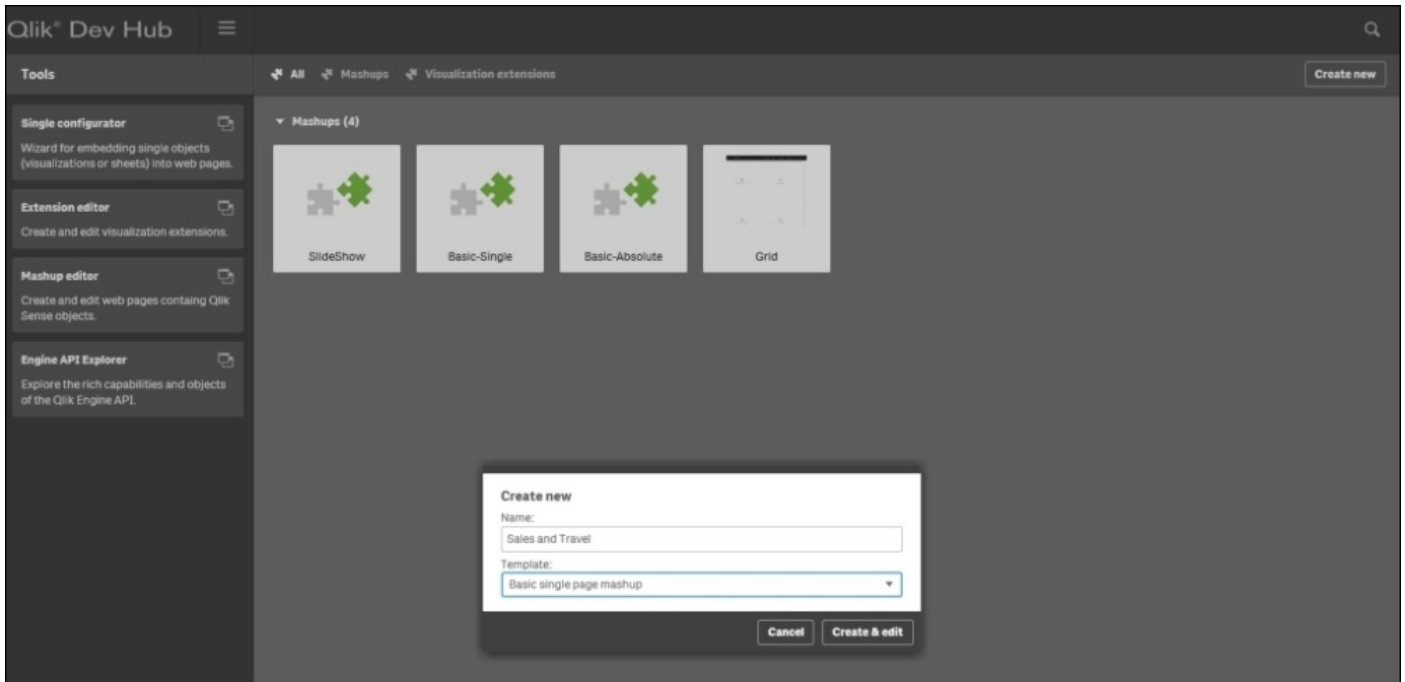 Qlik® Dev Hub
Tools
All Mashups Visualization extensions
Create new
Single configurator
Wizard for embedding single objects
(visualizations or sheets) into web pages.
Extension editor
Create and edit visualization extensions.
Mashup editor
Create and edit web pages containg Qlik
Sense objects.
Engine API Explorer
Explore the rich capabilities and objects
of the Qlik Engine API.
Mashups (4)
SlideShow
Basic-Single
Basic-Absolute
Grid
Create new
Name:
Sales and Travel
Template:
Basic single page mashup
Cancel Create & edit